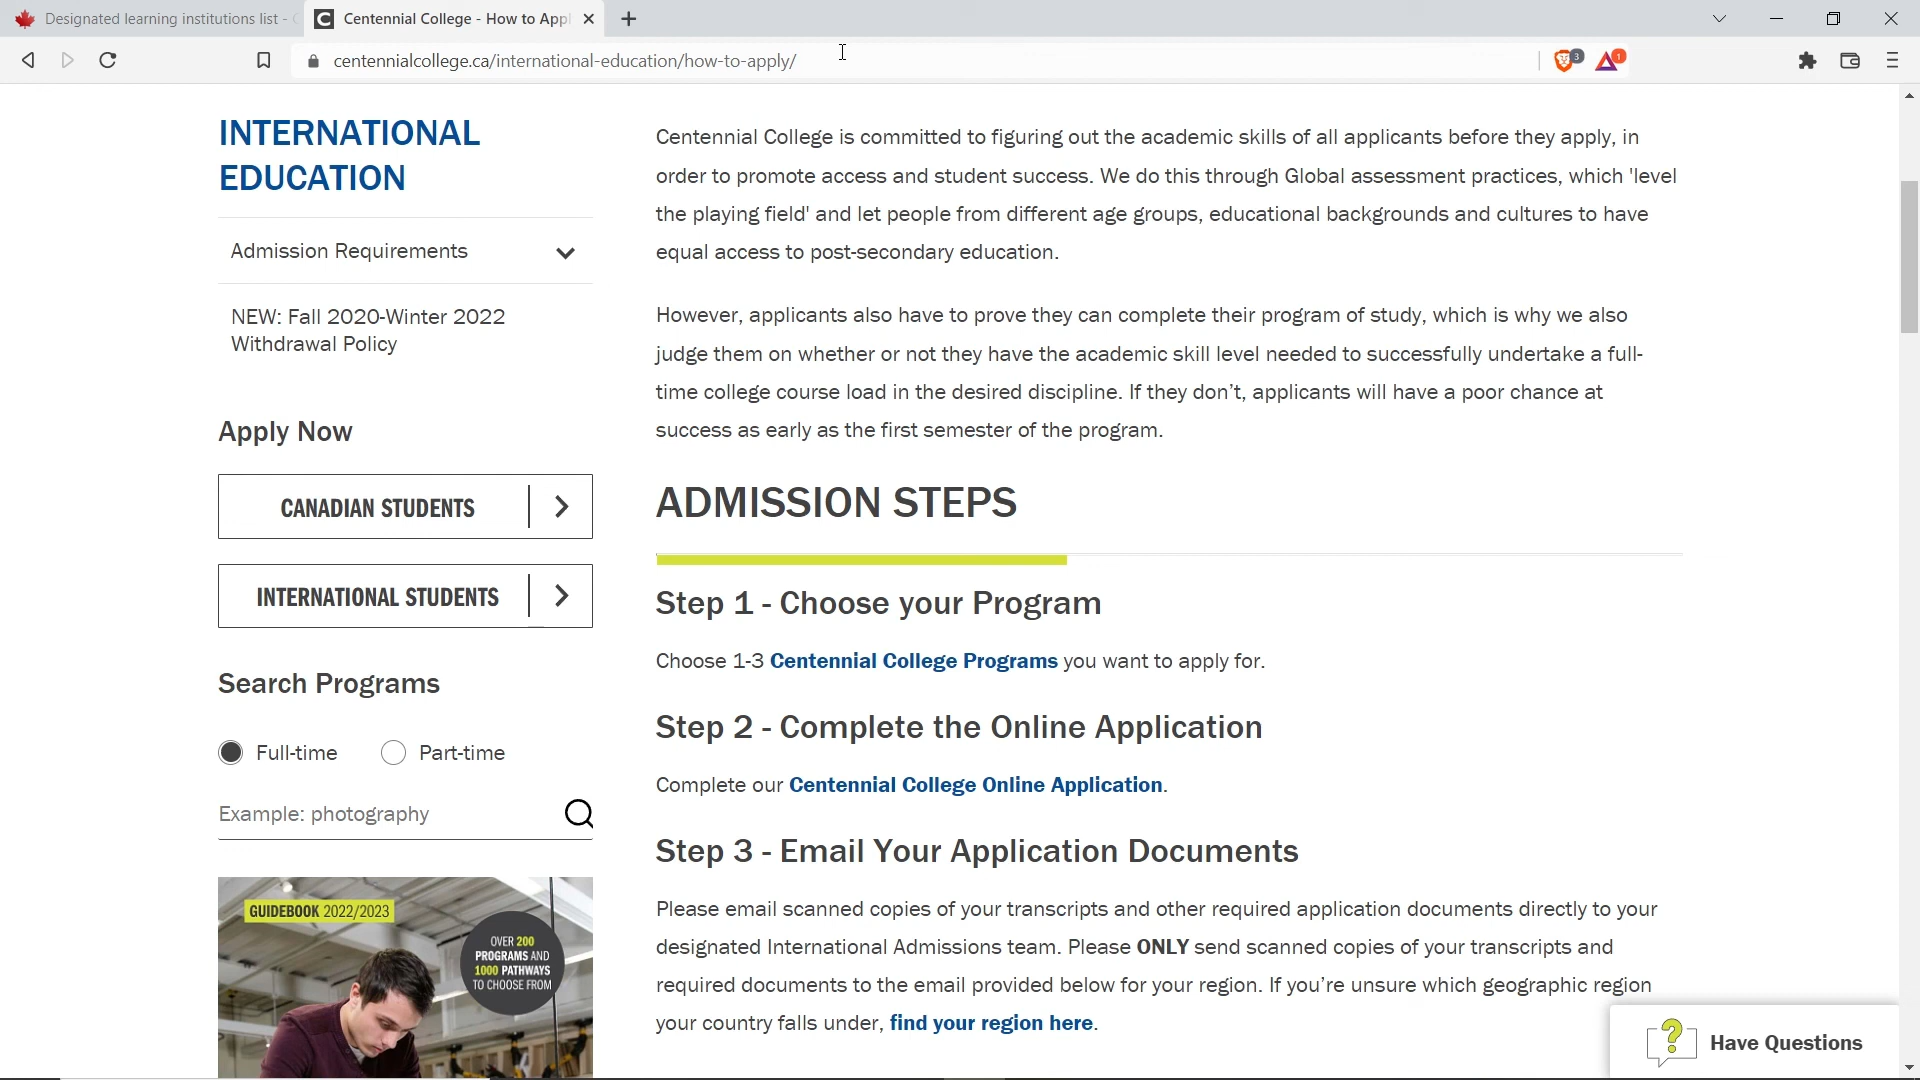 Designated learning institutions list -
Centennial College - How to Appl
centennialcollege.ca/international-education/how-to-apply/
3
1
INTERNATIONAL
EDUCATION
Admission Requirements
NEW: Fall 2020-Winter 2022
Withdrawal Policy
Apply Now
CANADIAN STUDENTS
INTERNATIONAL STUDENTS
Search Programs
Full-time
Part-time
Example: photography
GUIDEBOOK 2022/2023
OVER 200
PROGRAMS AND
1000 PATHWAYS
TO CHOOSE FROM
Centennial College is committed to figuring out the academic skills of all applicants before they apply, in
order to promote access and student success. We do this through Global assessment practices, which 'level
the playing field' and let people from different age groups, educational backgrounds and cultures to have
equal access to post-secondary education.
However, applicants also have to prove they can complete their program of study, which is why we also
judge them on whether or not they have the academic skill level needed to successfully undertake a full-
time college course load in the desired discipline. If they don’t, applicants will have a poor chance at
success as early as the first semester of the program.
ADMISSION STEPS
Step 1 - Choose your Program
Choose 1-3 Centennial College Programs you want to apply for.
Step 2 - Complete the Online Application
Complete our Centennial College Online Application.
Step 3 - Email Your Application Documents
Please email scanned copies of your transcripts and other required application documents directly to your
designated International Admissions team. Please ONLY send scanned copies of your transcripts and
required documents to the email provided below for your region. If you’re unsure which geographic region
your country falls under, find your region here.
Have Questions